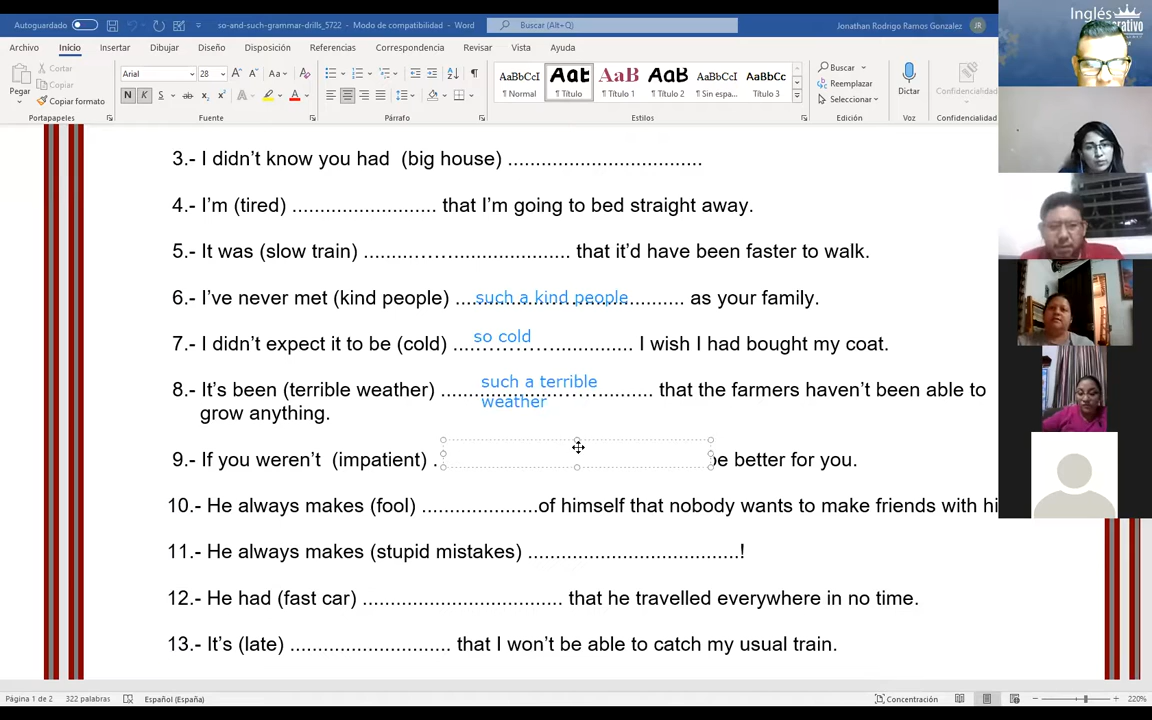 Autoguardado
so-and-such-grammar-drills_5722 - Modo de compatibilidad - Word
Buscar (Alt+Q)
Jonathan Rodrigo Ramos Gonzalez
JR
Inglés
Archivo Inicio Insertar Dibujar Diseño Disposición Referencias Correspondencia Revisar Vista Ayuda
Pegar
Cortar
Copiar
Copiar formato
Portapapeles
Arial
28
Fuente
Párrafo
AaBbCcI AaI AaB AaB AaBbCcI AaBbCc
¶ Normal ¶ Título ¶ Título 1 ¶ Título 2 ¶ Sin espa... Título 3
Estilos
Buscar
Reemplazar
Seleccionar
Edición
Dictar
Voz
Confidencialidad
Confidencialidad
3.- I didn’t know you had (big house) ...................................
4.- I’m (tired) .......................... that I’m going to bed straight away.
5.- It was (slow train) ..................................... that it’d have been faster to walk.
6.- I’ve never met (kind people) ... such a kind people .......... as your family.
7.- I didn’t expect it to be (cold) .... so cold .............. I wish I had bought my coat.
8.- It’s been (terrible weather) ....... such a terrible weather .......... that the farmers haven’t been able to
grow anything.
9.- If you weren’t (impatient) . be better for you.
10.- He always makes (fool) .....................of himself that nobody wants to make friends with hi
11.- He always makes (stupid mistakes) ......................................!
12.- He had (fast car) .................................... that he travelled everywhere in no time.
13.- It’s (late) ............................. that I won’t be able to catch my usual train.
Página 1 de 2 322 palabras Español (España) Concentración 220%